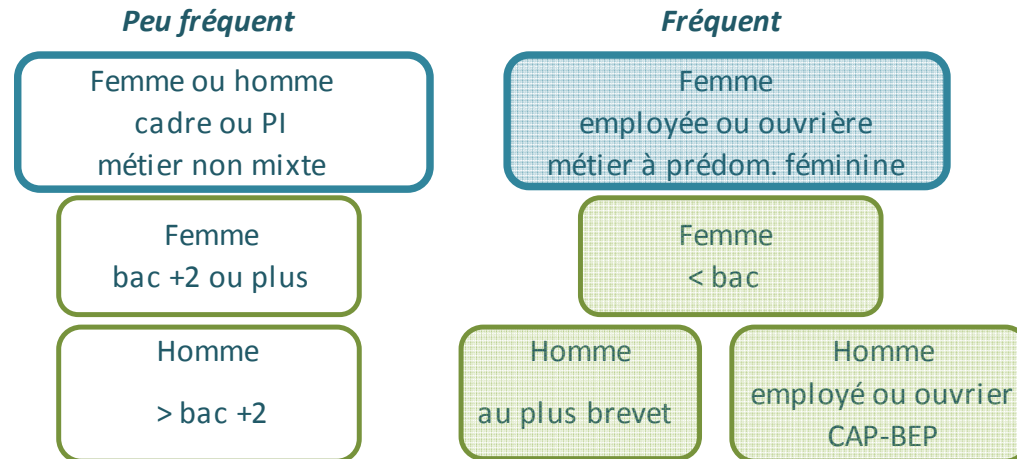 Peu fréquent
Fréquent
Femme ou homme
cadre ou PI
métier non mixte
Femme
employée ou ouvrière
métier à prédom. féminine
Femme
bac +2 ou plus
Femme
< bac
Homme
> bac +2
Homme
au plus brevet
Homme
employé ou ouvrier
CAP-BEP